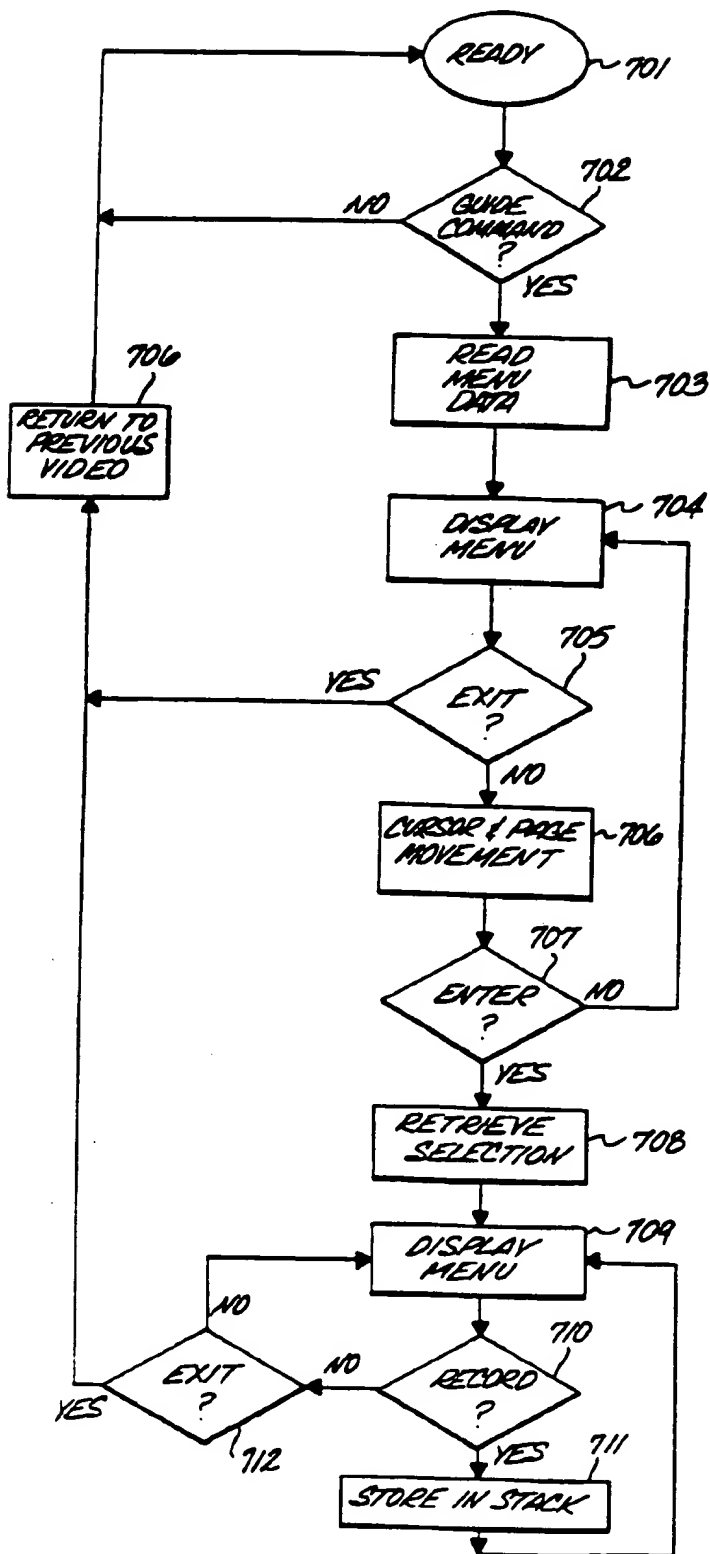 READY
701
702
NO
GUIDE
COMMAND
?
YES
706
READ
MENU
DATA
703
RETURN TO
PREVIOUS
VIDEO
704
DISPLAY
MENU
705
YES
EXIT
?
NO
CURSOR & PAGE
MOVEMENT
706
707
ENTER
?
NO
YES
RETRIEVE
SELECTION
708
709
DISPLAY
MENU
NO
710
EXIT
?
NO
RECORD
?
YES
712
YES
711
STORE IN STACK